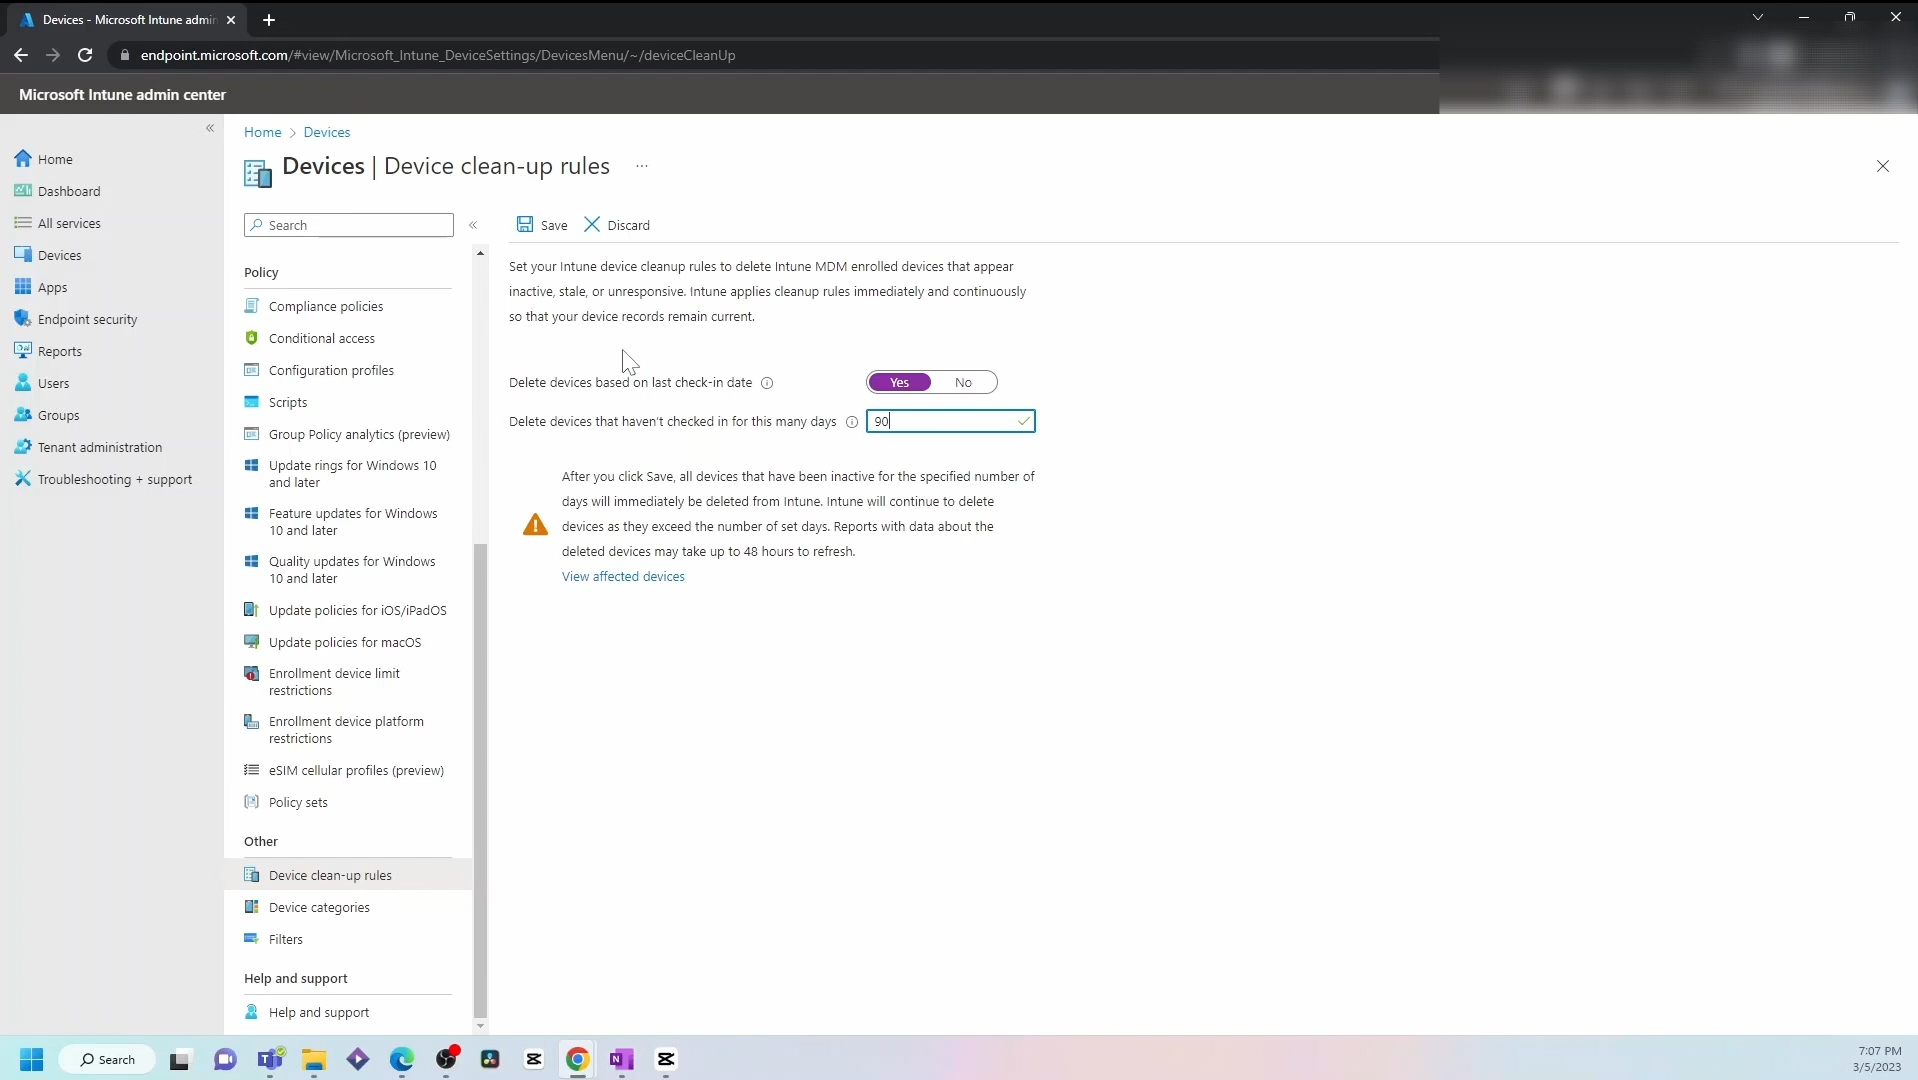 Devices - Microsoft Intune admin
endpoint.microsoft.com/#view/Microsoft_Intune_DeviceSettings/DevicesMenu/~/deviceCleanUp
Microsoft Intune admin center
Home
Dashboard
All services
Devices
Apps
Endpoint security
Reports
Users
Groups
Tenant administration
Troubleshooting + support
Home > Devices
Devices | Device clean-up rules ...
Search
Policy
Compliance policies
Conditional access
Configuration profiles
Scripts
Group Policy analytics (preview)
Update rings for Windows 10
and later
Feature updates for Windows
10 and later
Quality updates for Windows
10 and later
Update policies for iOS/iPadOS
Update policies for macOS
Enrollment device limit
restrictions
Enrollment device platform
restrictions
eSIM cellular profiles (preview)
Policy sets
Other
Device clean-up rules
Device categories
Filters
Help and support
Help and support
Save Discard
Set your Intune device cleanup rules to delete Intune MDM enrolled devices that appear
inactive, stale, or unresponsive. Intune applies cleanup rules immediately and continuously
so that your device records remain current.
Delete devices based on last check-in date Yes No
Delete devices that haven't checked in for this many days 90
After you click Save, all devices that have been inactive for the specified number of
days will immediately be deleted from Intune. Intune will continue to delete
devices as they exceed the number of set days. Reports with data about the
deleted devices may take up to 48 hours to refresh.
View affected devices
Search
7:07 PM
3/5/2023